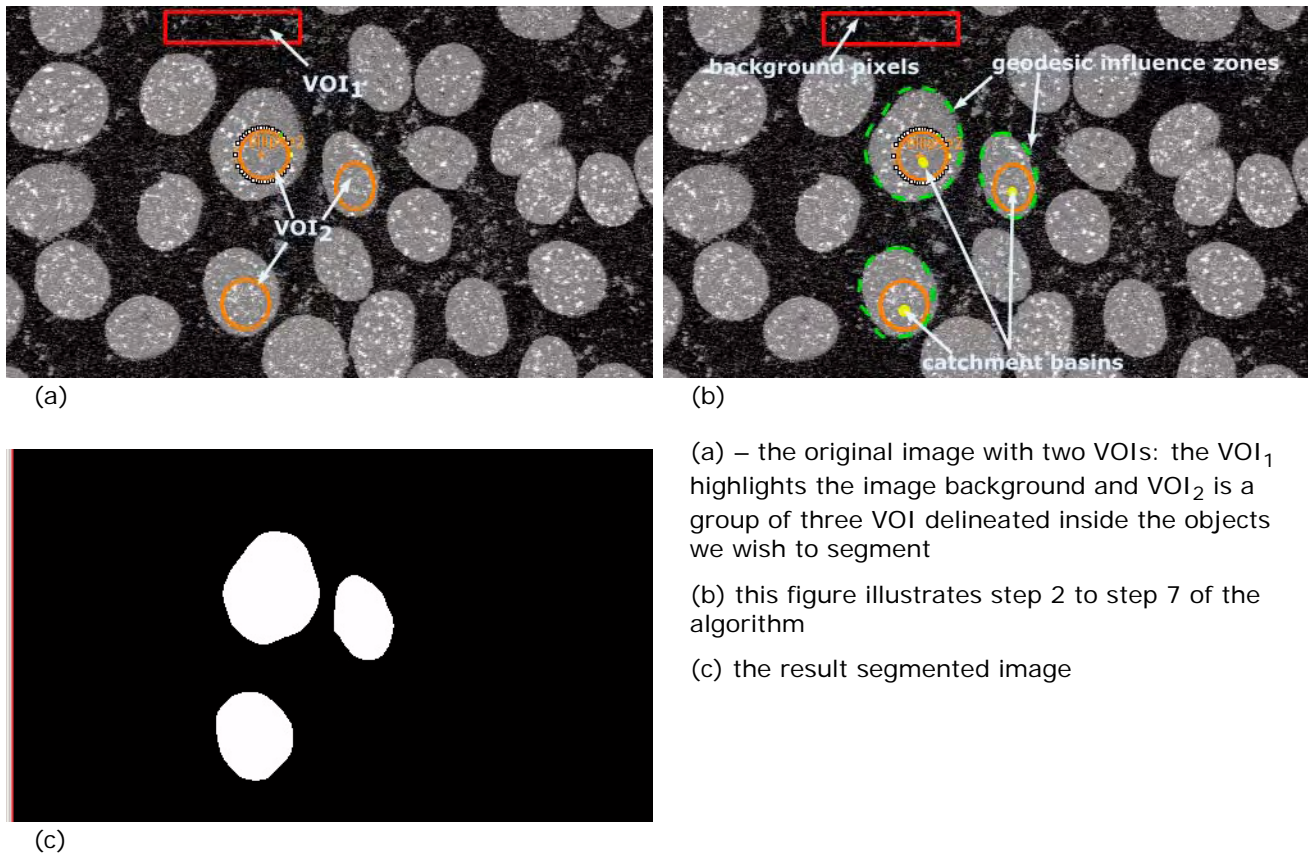 VOI1
VOI2
(a)
background pixels
geodesic influence zones
catchment basins
(b)
(a) – the original image with two VOIs: the VOI1
highlights the image background and VOI2 is a
group of three VOI delineated inside the objects
we wish to segment
(b) this figure illustrates step 2 to step 7 of the
algorithm
(c) the result segmented image
(c)